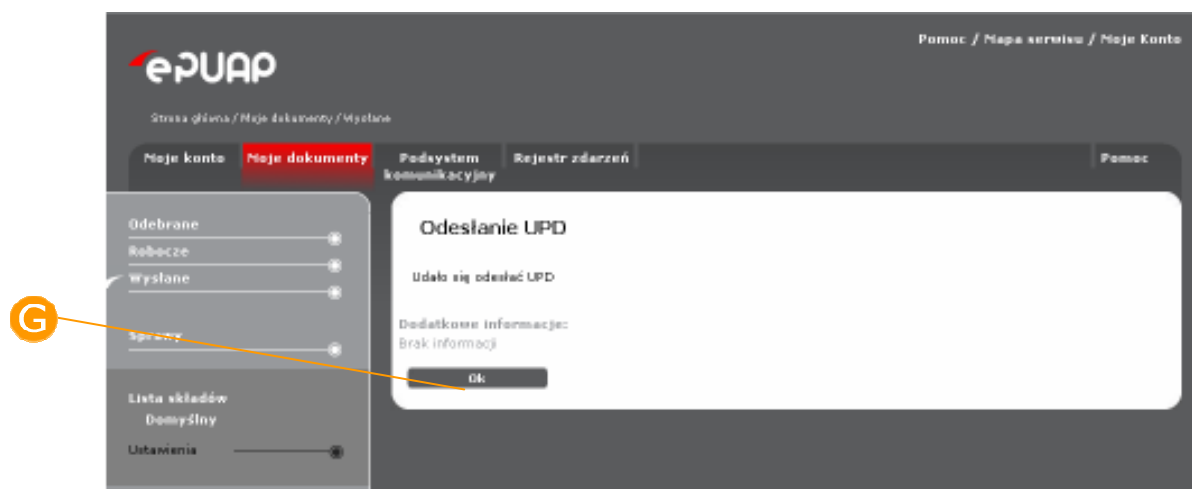 Pomoc / Mapa serwisu / Moje Konto
ePUAP
Strona główna / Moje dokumenty / Wysłane
Moje konto
Moje dokumenty
Podsystem
komunikacyjny
Rejestr zdarzeń
Pomoc
Odebrane
Robocze
Wysłane
Sprawy
Lista składów
Domyślny
Ustawienia
Odesłanie UPD
Udało się odesłać UPD
Dodatkowe informacje:
Brak informacji
Ok
G